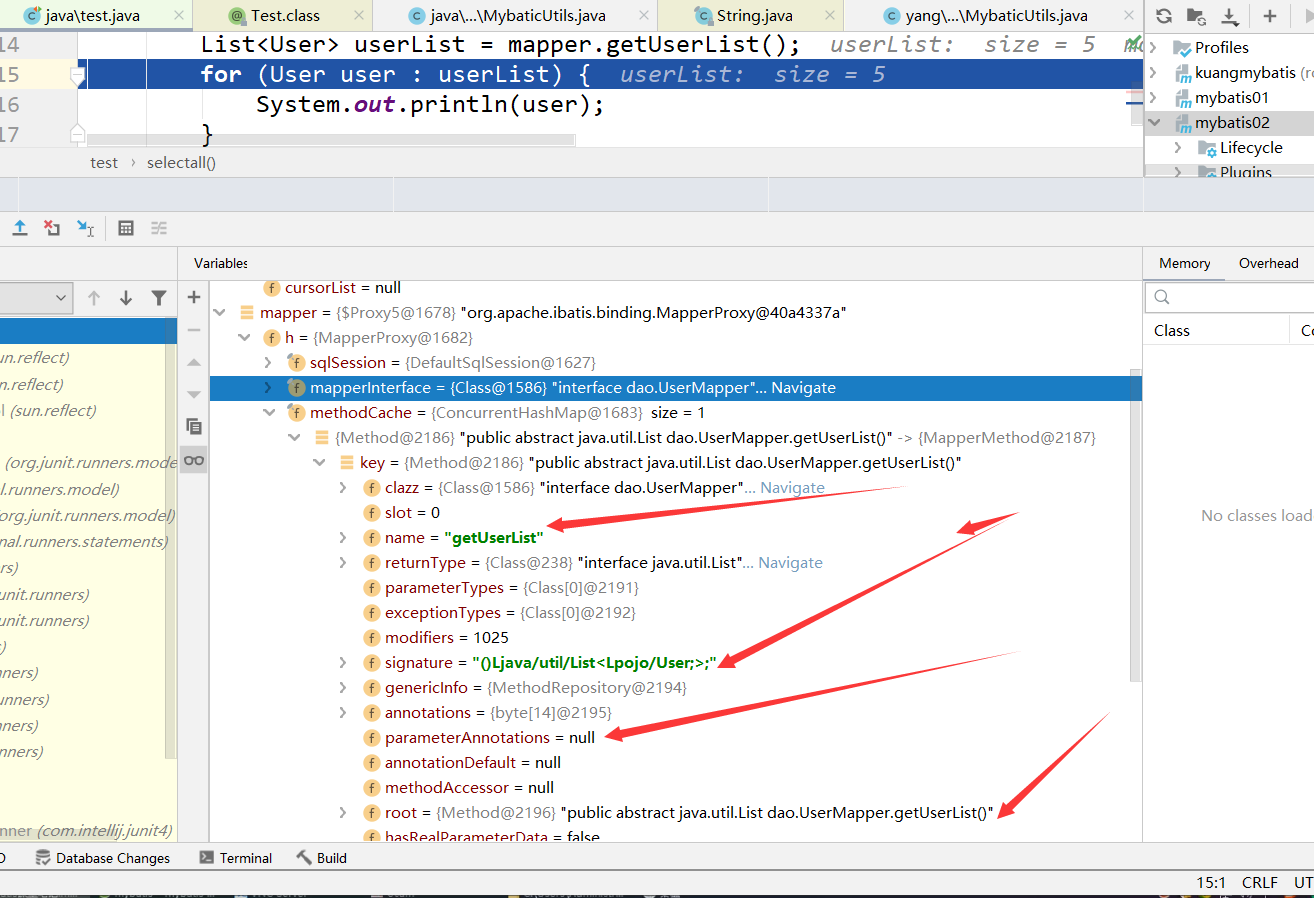 java\test.java
Test.class
java\...\MybaticUtils.java
String.java
yang\...\MybaticUtils.java
14 List<User> userList = mapper.getUserList(); userList: size = 5
15 for (User user : userList) { userList: size = 5
16 System.out.println(user);
17 }
test › selectall()
Profiles
kuangmybatis (ro
mybatis01
mybatis02
Lifecycle
Plugins
Variables
Memory
Overhead
Class
Co
No classes load
un.reflect)
n.reflect)
l (sun.reflect)
(org.junit.runners.mode
l.runners.model)
org.junit.runners.model)
nal.runners.statements)
rs)
unit.runners)
unit.runners)
)
nners)
unners)
nners)
nners)
nner (com.intellij.junit4)
cursorList = null
mapper = {$Proxy5@1678} "org.apache.ibatis.binding.MapperProxy@40a4337a"
h = {MapperProxy@1682}
sqlSession = {DefaultSqlSession@1627}
mapperInterface = {Class@1586} "interface dao.UserMapper"... Navigate
methodCache = {ConcurrentHashMap@1683} size = 1
{Method@2186} "public abstract java.util.List dao.UserMapper.getUserList()" -> {MapperMethod@2187}
key = {Method@2186} "public abstract java.util.List dao.UserMapper.getUserList()"
clazz = {Class@1586} "interface dao.UserMapper"... Navigate
slot = 0
name = "getUserList"
returnType = {Class@238} "interface java.util.List"... Navigate
parameterTypes = {Class[0]@2191}
exceptionTypes = {Class[0]@2192}
modifiers = 1025
signature = "()Ljava/util/List<Lpojo/User;>;"
genericInfo = {MethodRepository@2194}
annotations = {byte[14]@2195}
parameterAnnotations = null
annotationDefault = null
methodAccessor = null
root = {Method@2196} "public abstract java.util.List dao.UserMapper.getUserList()"
hasRealParameterData = false
Database Changes
Terminal
Build
15:1 CRLF UT